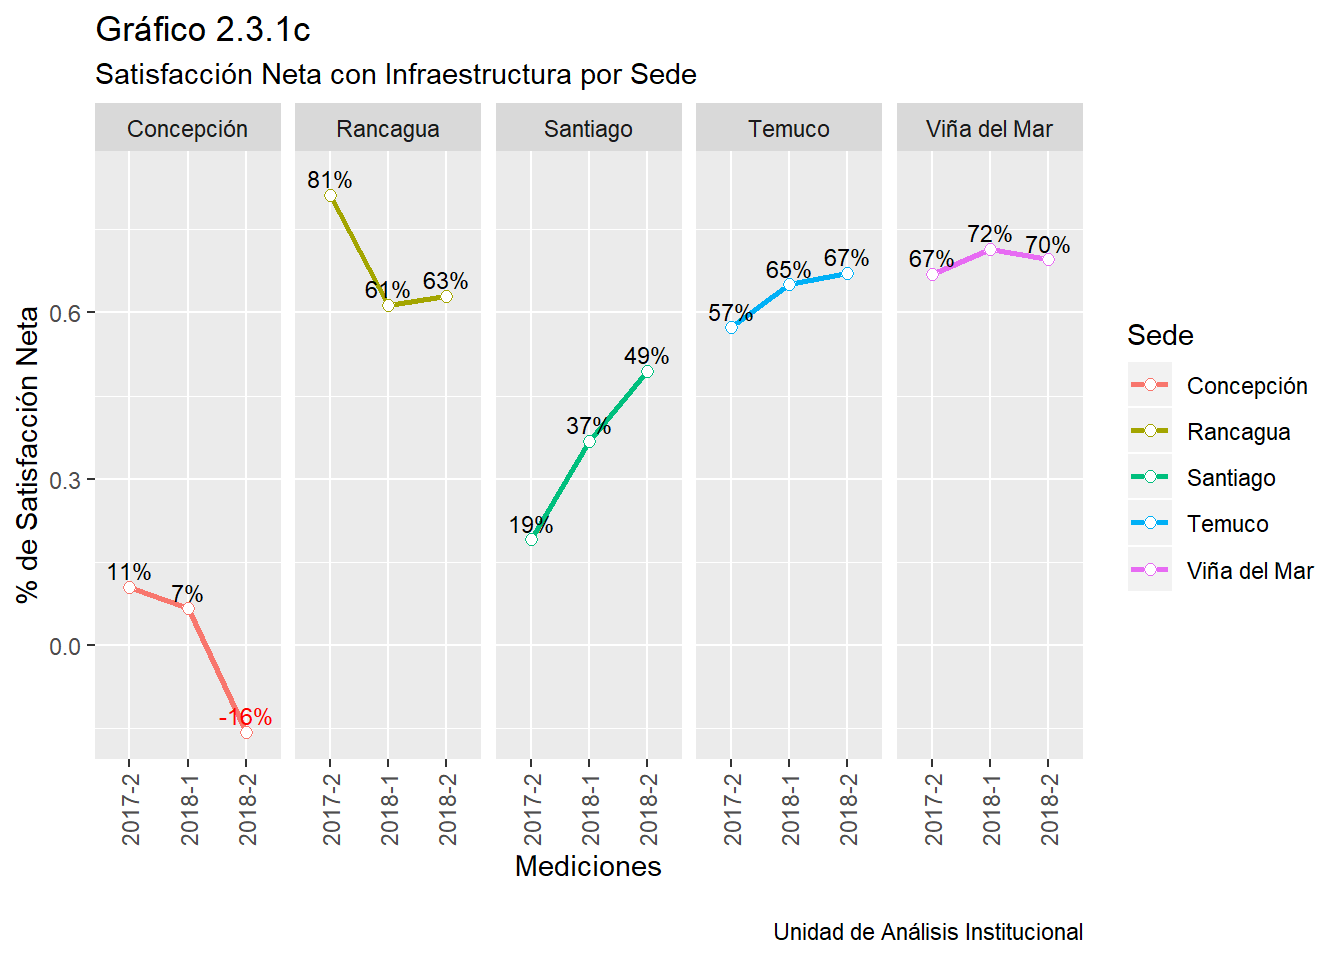 Gráfico 2.3.1c
Satisfacción Neta con Infraestructura por Sede
Concepción Rancagua Santiago Temuco Viña del Mar
% de Satisfacción Neta
0.6
0.3
0.0
11% 7% -16%
81% 61% 63%
19% 37% 49%
57% 65% 67%
67% 72% 70%
2017-2 2018-1 2018-2 2017-2 2018-1 2018-2 2017-2 2018-1 2018-2 2017-2 2018-1 2018-2 2017-2 2018-1 2018-2
Mediciones
Sede
Concepción
Rancagua
Santiago
Temuco
Viña del Mar
Unidad de Análisis Institucional